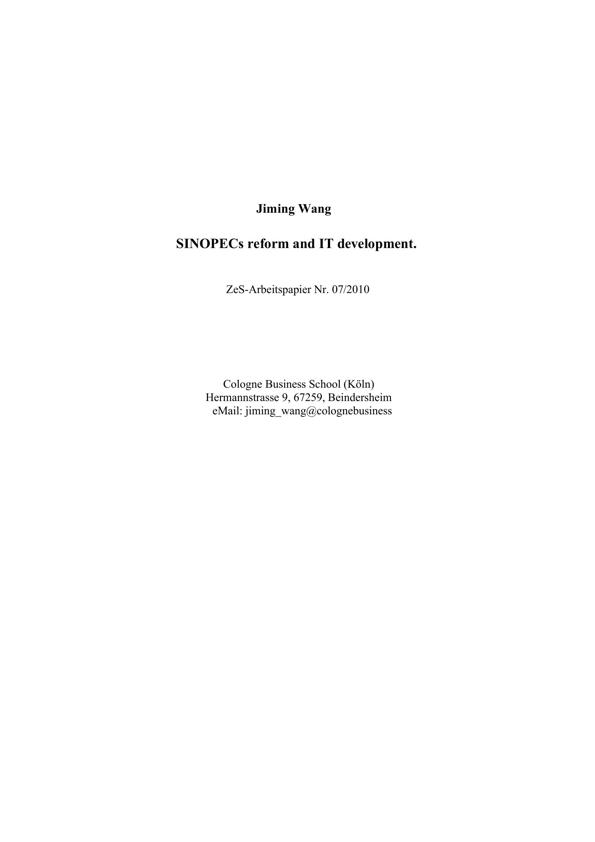 Jiming Wang
SINOPECs reform and IT development.
ZeS-Arbeitspapier Nr. 07/2010
Cologne Business School (Köln)
Hermannstrasse 9, 67259, Beindersheim
eMail: jiming_wang@colognebusiness